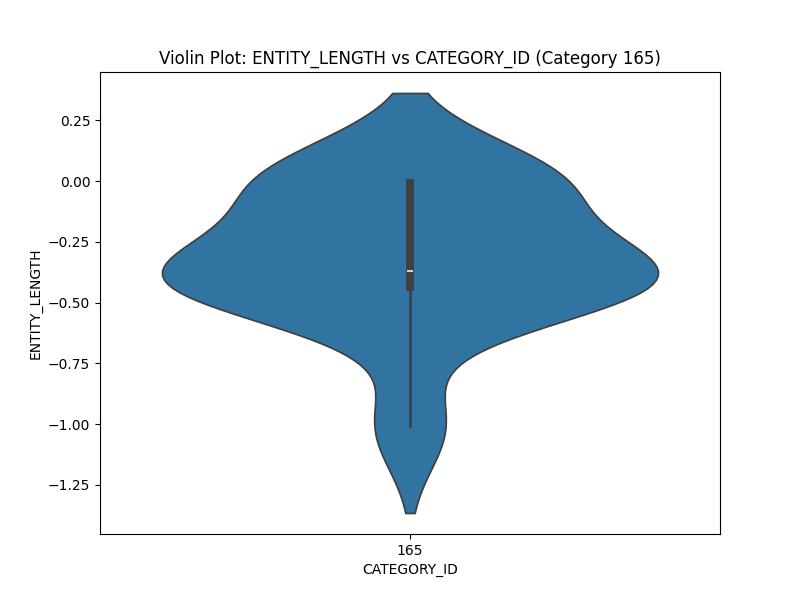 Violin Plot: ENTITY_LENGTH vs CATEGORY_ID (Category 165)
0.25
0.00
−0.25
−0.50
−0.75
−1.00
−1.25
ENTITY_LENGTH
165
CATEGORY_ID